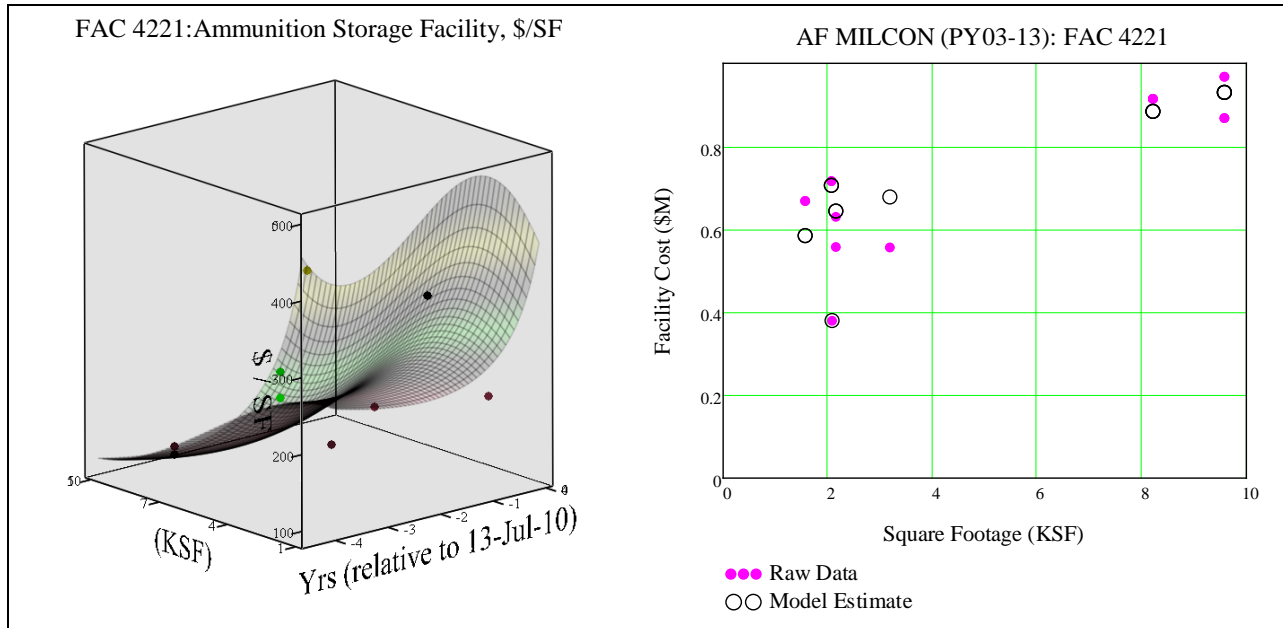 FAC 4221:Ammunition Storage Facility, $/SF
500
400
300
200
100
$/SF
10
7
4
1
(KSF)
-4
-3
-2
-1
Yrs (relative to 13-Jul-10)
AF MILCON (PY03-13): FAC 4221
0.8
0.6
0.4
0.2
0
Facility Cost ($M)
0 2 4 6 8 10
Square Footage (KSF)
Raw Data
Model Estimate